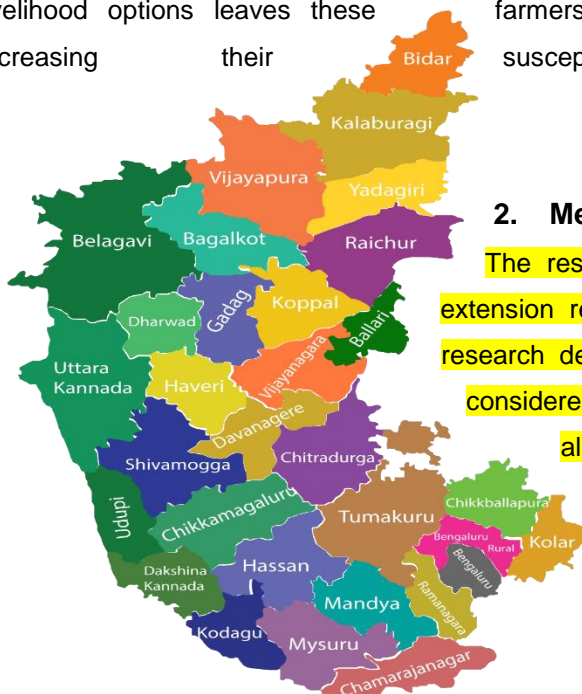 velihood options leaves these farmers
creasing their suscep
Bidar
Kalaburagi
Vijayapura
Yadagiri
2. Me
Belagavi
Bagalkot
Raichur
The res
Gadag
Koppal
extension re
Dharwad
Ballari
research de
Uttara
Kannada
Haveri
Vijayanagara
considere
Davanagere
al
Shivamogga
Chitradurga
Udupi
Chikkamagaluru
Tumakuru
Chikkballapura
Bengaluru
Rural
Kolar
Hassan
Bengaluru
Dakshina
Kannada
Mandya
Ramanagara
Kodagu
Mysuru
Chamarajanagar